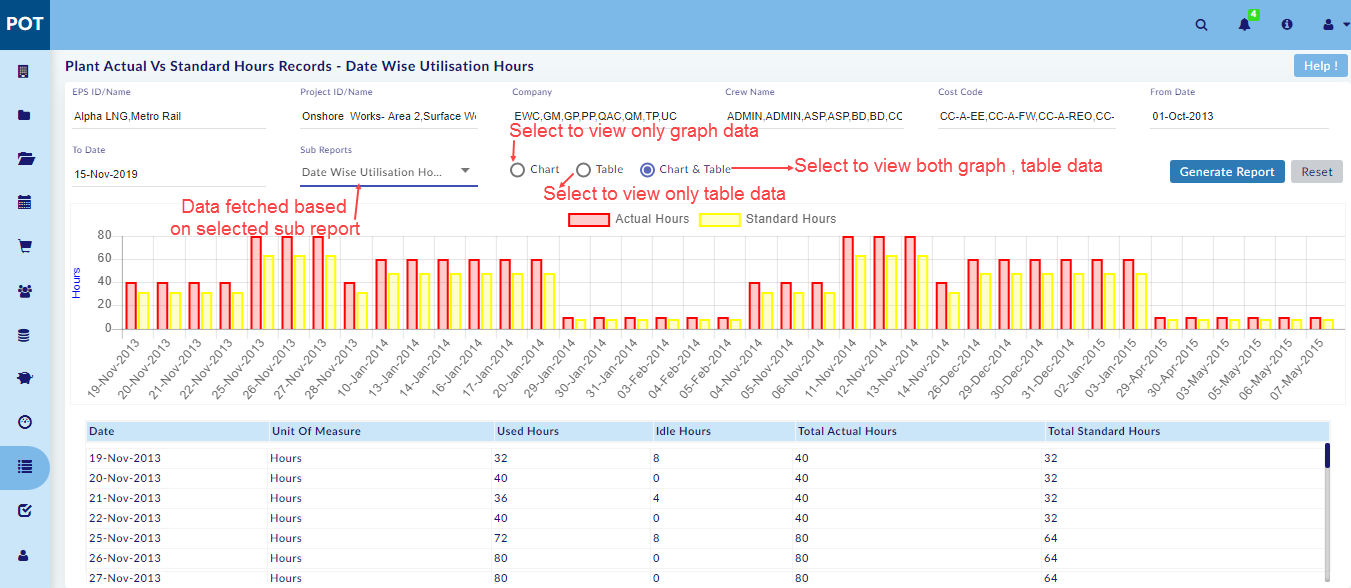 POT
4
Plant Actual Vs Standard Hours Records - Date Wise Utilisation Hours
Help !
EPS ID/Name Project ID/Name Company Crew Name Cost Code From Date
Alpha LNG,Metro Rail Onshore Works- Area 2,Surface W EWC,GM,GP,PP,QAC,QM,TP,UC ADMIN,ADMIN,ASP,ASP,BD,BD,CC CC-A-EE,CC-A-FW,CC-A-REO,CC- 01-Oct-2013
Select to view only graph data
To Date Sub Reports
15-Nov-2019 Date Wise Utilisation Ho... Chart Table Chart & Table Select to view both graph , table data Generate Report Reset
Select to view only table data
Data fetched based
on selected sub report
Actual Hours Standard Hours
Hours
80
60
40
20
0
19-Nov-2013 20-Nov-2013 21-Nov-2013 22-Nov-2013 25-Nov-2013 26-Nov-2013 27-Nov-2013 28-Nov-2013 10-Jan-2014 13-Jan-2014 14-Jan-2014 16-Jan-2014 17-Jan-2014 20-Jan-2014 29-Jan-2014 30-Jan-2014 31-Jan-2014 03-Feb-2014 04-Feb-2014 05-Feb-2014 04-Nov-2014 05-Nov-2014 06-Nov-2014 11-Nov-2014 12-Nov-2014 13-Nov-2014 14-Nov-2014 26-Dec-2014 29-Dec-2014 30-Dec-2014 31-Dec-2014 02-Jan-2015 03-Jan-2015 29-Apr-2015 30-Apr-2015 03-May-2015 05-May-2015 06-May-2015 07-May-2015
Date Unit Of Measure Used Hours Idle Hours Total Actual Hours Total Standard Hours
19-Nov-2013 Hours 32 8 40 32
20-Nov-2013 Hours 40 0 40 32
21-Nov-2013 Hours 36 4 40 32
22-Nov-2013 Hours 40 0 40 32
25-Nov-2013 Hours 72 8 80 64
26-Nov-2013 Hours 80 0 80 64
27-Nov-2013 Hours 80 0 80 64